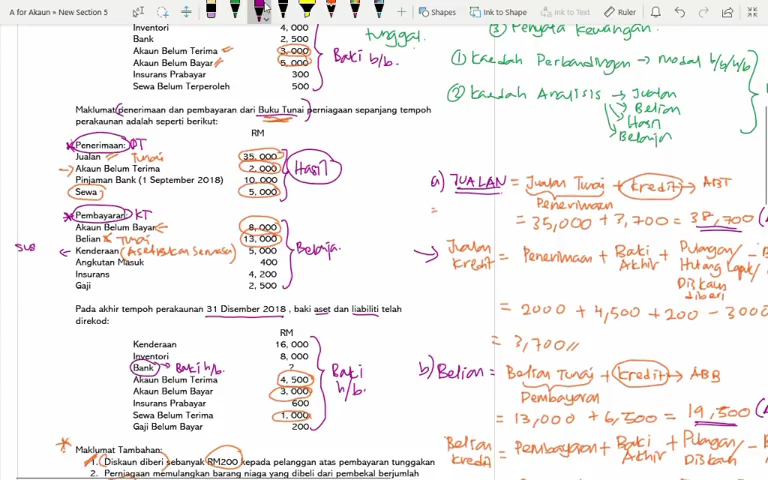 A for Akaun » New Section 5
Shapes
Ink to Shape
Ink to Text
Ruler
Inventori 4, 000
Bank 2, 500
Akaun Belum Terima 3, 000
Akaun Belum Bayar 5, 000
Insurans Prabayar 300
Sewa Belum Terperoleh 500
Baki b/b.
tunggal.
Maklumat penerimaan dan pembayaran dari Buku Tunai perniagaan sepanjang tempoh
perakaunan adalah seperti berikut:
RM
Penerimaan: DT
Jualan Tunai 35, 000
Akaun Belum Terima 2, 000
Pinjaman Bank (1 September 2018) 10, 000
Sewa 5, 000
Hasil
Pembayaran: KT
Akaun Belum Bayar 8, 000
Belian Tunai 13, 000
Kenderaan 5, 000
Angkutan Masuk 400
Insurans 4, 200
Gaji 2, 500
Belanja.
Pada akhir tempoh perakaunan 31 Disember 2018 , baki aset dan liabiliti telah
direkod:
RM
Kenderaan 16, 000
Inventori 8, 000
Bank Baki h/b. ?
Akaun Belum Terima 4, 500
Akaun Belum Bayar 3, 000
Insurans Prabayar 600
Sewa Belum Terima 1, 000
Gaji Belum Bayar 200
Baki
h/b.
Maklumat Tambahan:
1. Diskaun diberi sebanyak RM200 kepada pelanggan atas pembayaran tunggakan
2. Perniagaan memulangkan barang niaga yang dibeli dari pembekal berjumlah
③ Penyata Kewangan.
① Kaedah Perbandingan → modal
② Kaedah Analisis → Jualan
Belian
Hasil
Belanja
a) JUALAN = Jualan Tunai + Kredit → ABT
Penerimaan
= 35,000 + 3,700 = 38,700
Jualan Kredit = Penerimaan + Baki Akhir + Pulangan/ Hutang Lapuk/ Diskaun diberi -
= 2000 + 4,500 + 200 - 3000
= 3,700
b) Belian = Belian Tunai + Kredit → ABB
Pembayaran
= 13,000 + 6,500 = 19,500
Belian Kredit = Pembayaran + Baki Akhir + Pulangan/ Diskaun -